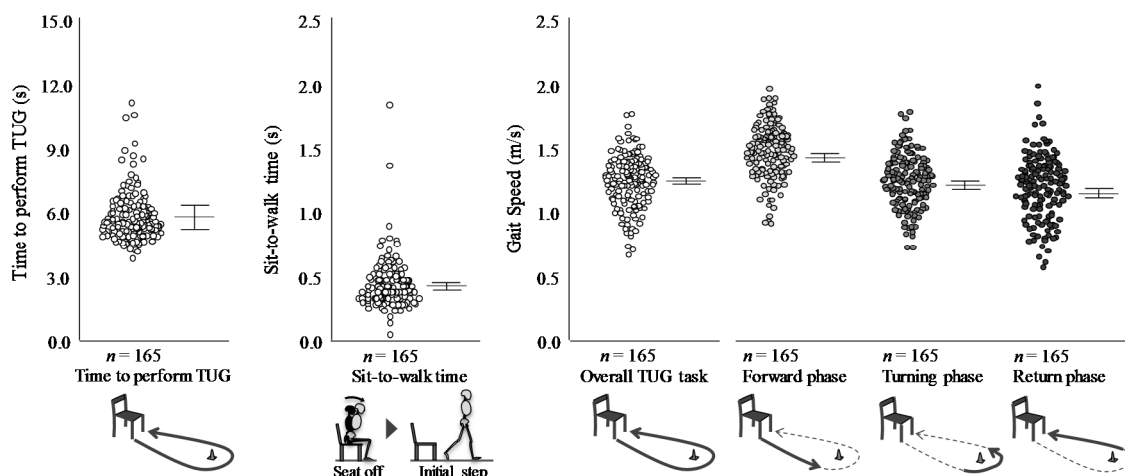 Time to perform TUG (s)
15.0
12.0
9.0
6.0
3.0
0.0
n = 165
Time to perform TUG
Sit-to-walk time (s)
2.5
2.0
1.5
1.0
0.5
0.0
n = 165
Sit-to-walk time
Seat off
Initial step
Gait Speed (m/s)
2.5
2.0
1.5
1.0
0.5
0.0
n = 165
Overall TUG task
n = 165
Forward phase
n = 165
Turning phase
n = 165
Return phase